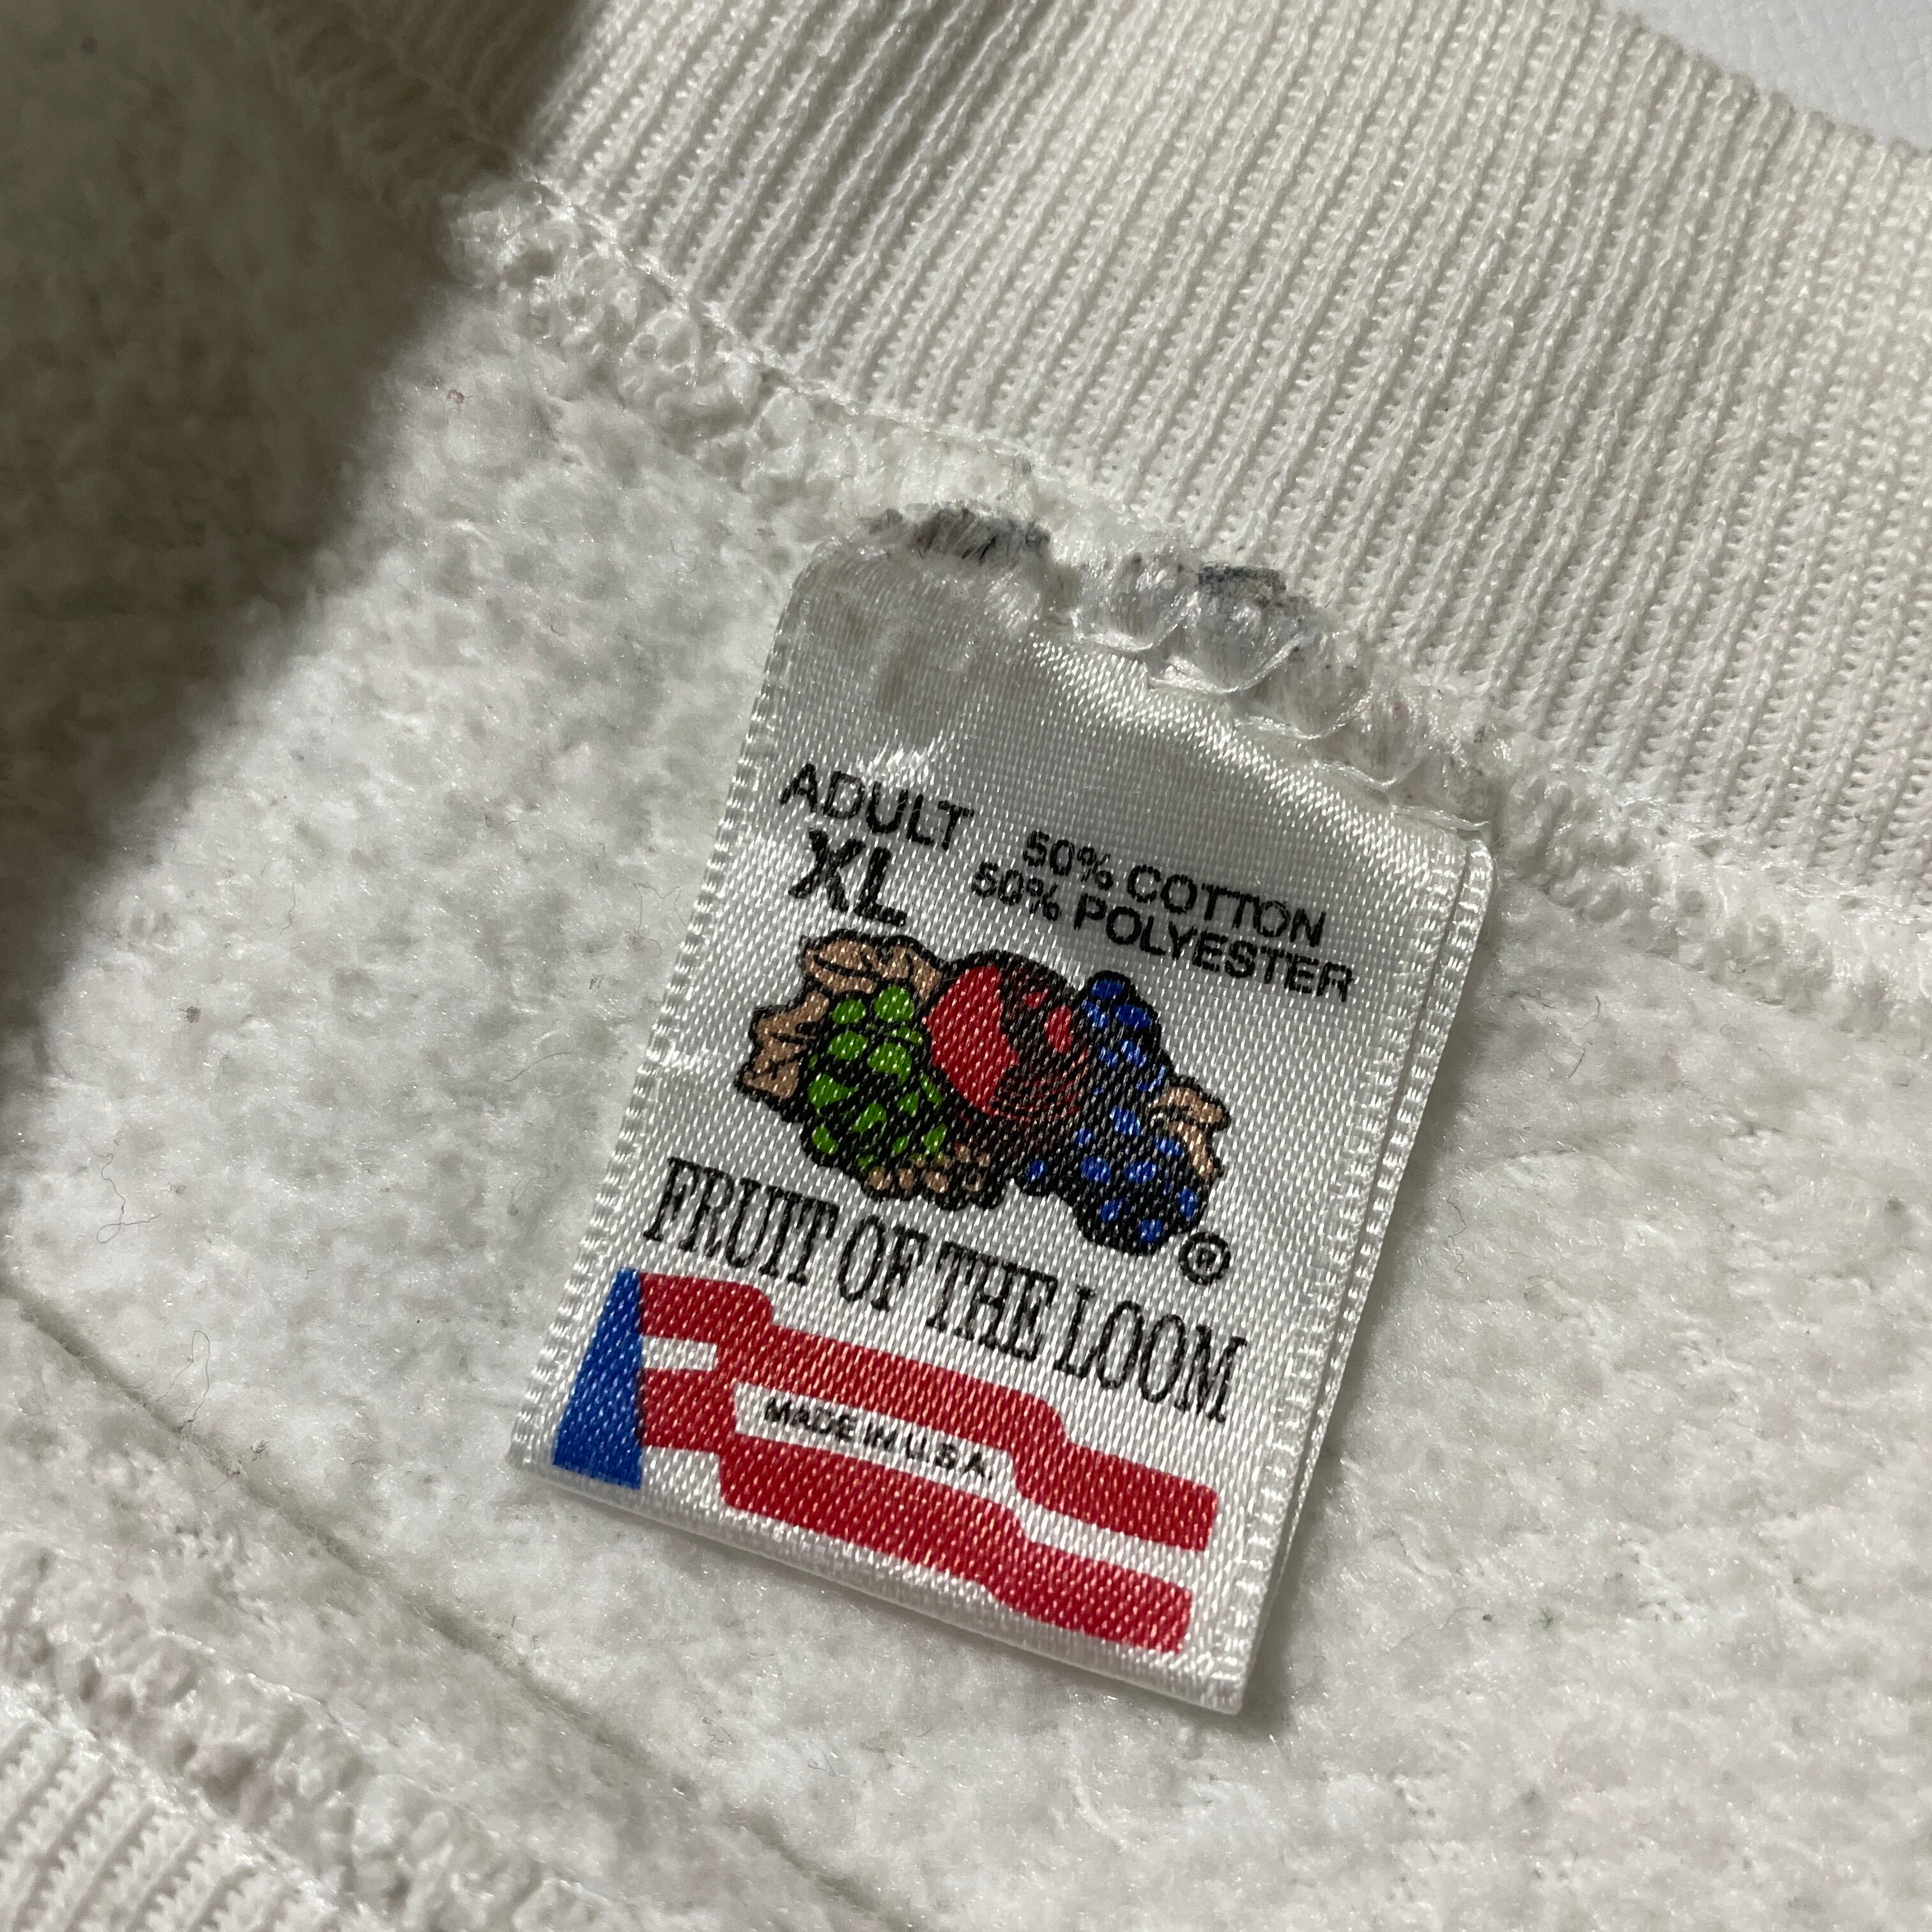 ADULT
XL
50% COTTON
50% POLYESTER
®
FRUIT OF THE LOOM
MADE IN U.S.A.